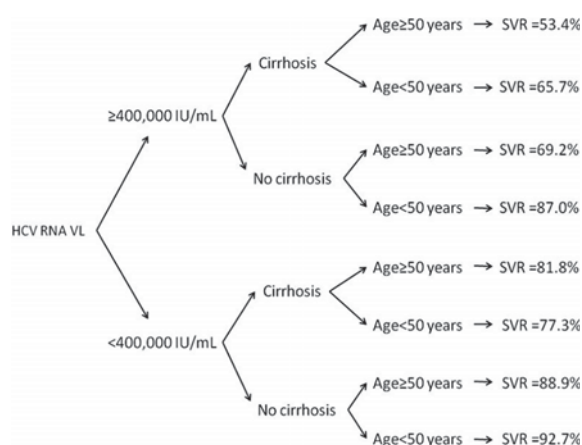 Age≥50 years → SVR =53.4%
Cirrhosis
Age<50 years → SVR =65.7%
≥400,000 IU/mL
Age≥50 years → SVR =69.2%
No cirrhosis
Age<50 years → SVR =87.0%
HCV RNA VL
Age≥50 years → SVR =81.8%
Cirrhosis
Age<50 years → SVR =77.3%
<400,000 IU/mL
Age≥50 years → SVR =88.9%
No cirrhosis
Age<50 years → SVR =92.7%